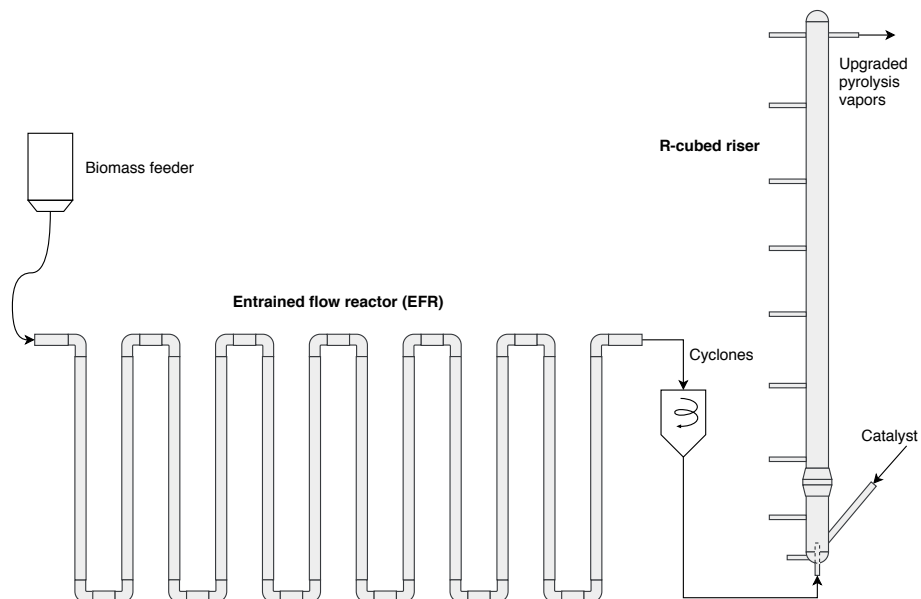 Upgraded
pyrolysis
vapors
R-cubed riser
Biomass feeder
Entrained flow reactor (EFR)
Cyclones
Catalyst